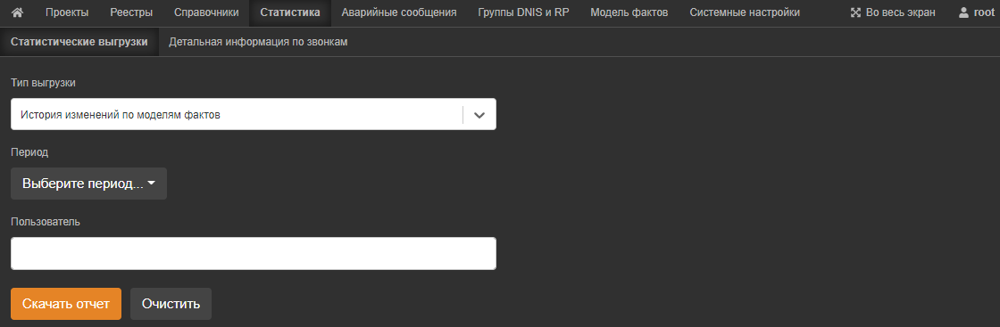 Проекты Реестры Справочники Статистика Аварийные сообщения Группы DNIS и RP Модель фактов Системные настройки Во весь экран root
Статистические выгрузки Детальная информация по звонкам
Тип выгрузки
История изменений по моделям фактов
Период
Выберите период...
Пользователь
Скачать отчет Очистить